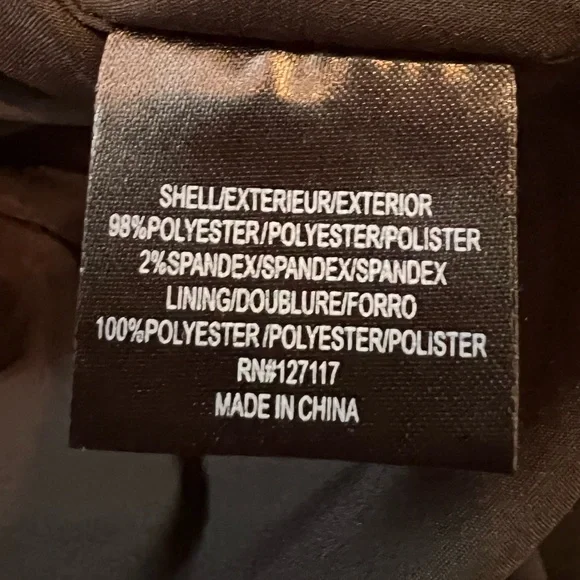 SHELL/EXTERIEUR/EXTERIOR
98%POLYESTER/POLYESTER/POLISTER
2%SPANDEX/SPANDEX/SPANDEX
LINING/DOUBLURE/FORRO
100%POLYESTER/POLYESTER/POLISTER
RN#127117
MADE IN CHINA